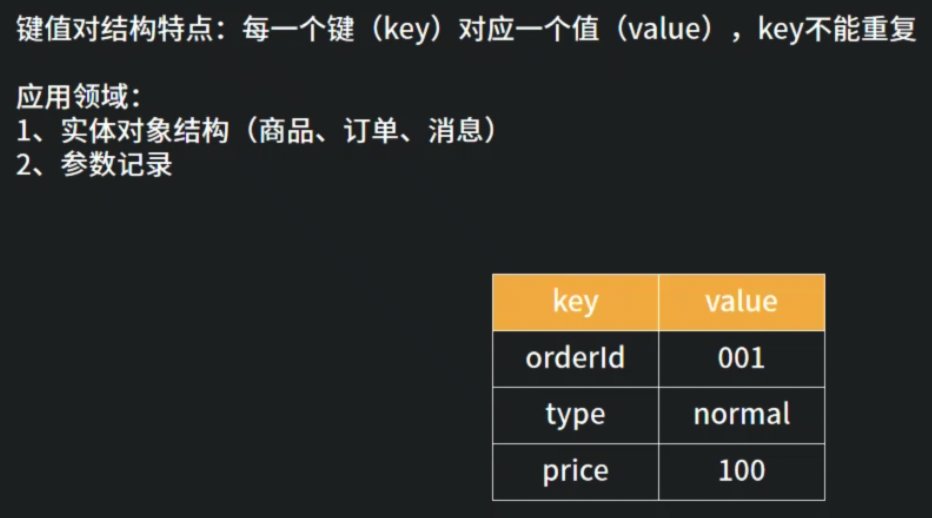 键值对结构特点：每一个键（key）对应一个值（value），key不能重复
应用领域：
1、实体对象结构（商品、订单、消息）
2、参数记录
key value
orderId 001
type normal
price 100